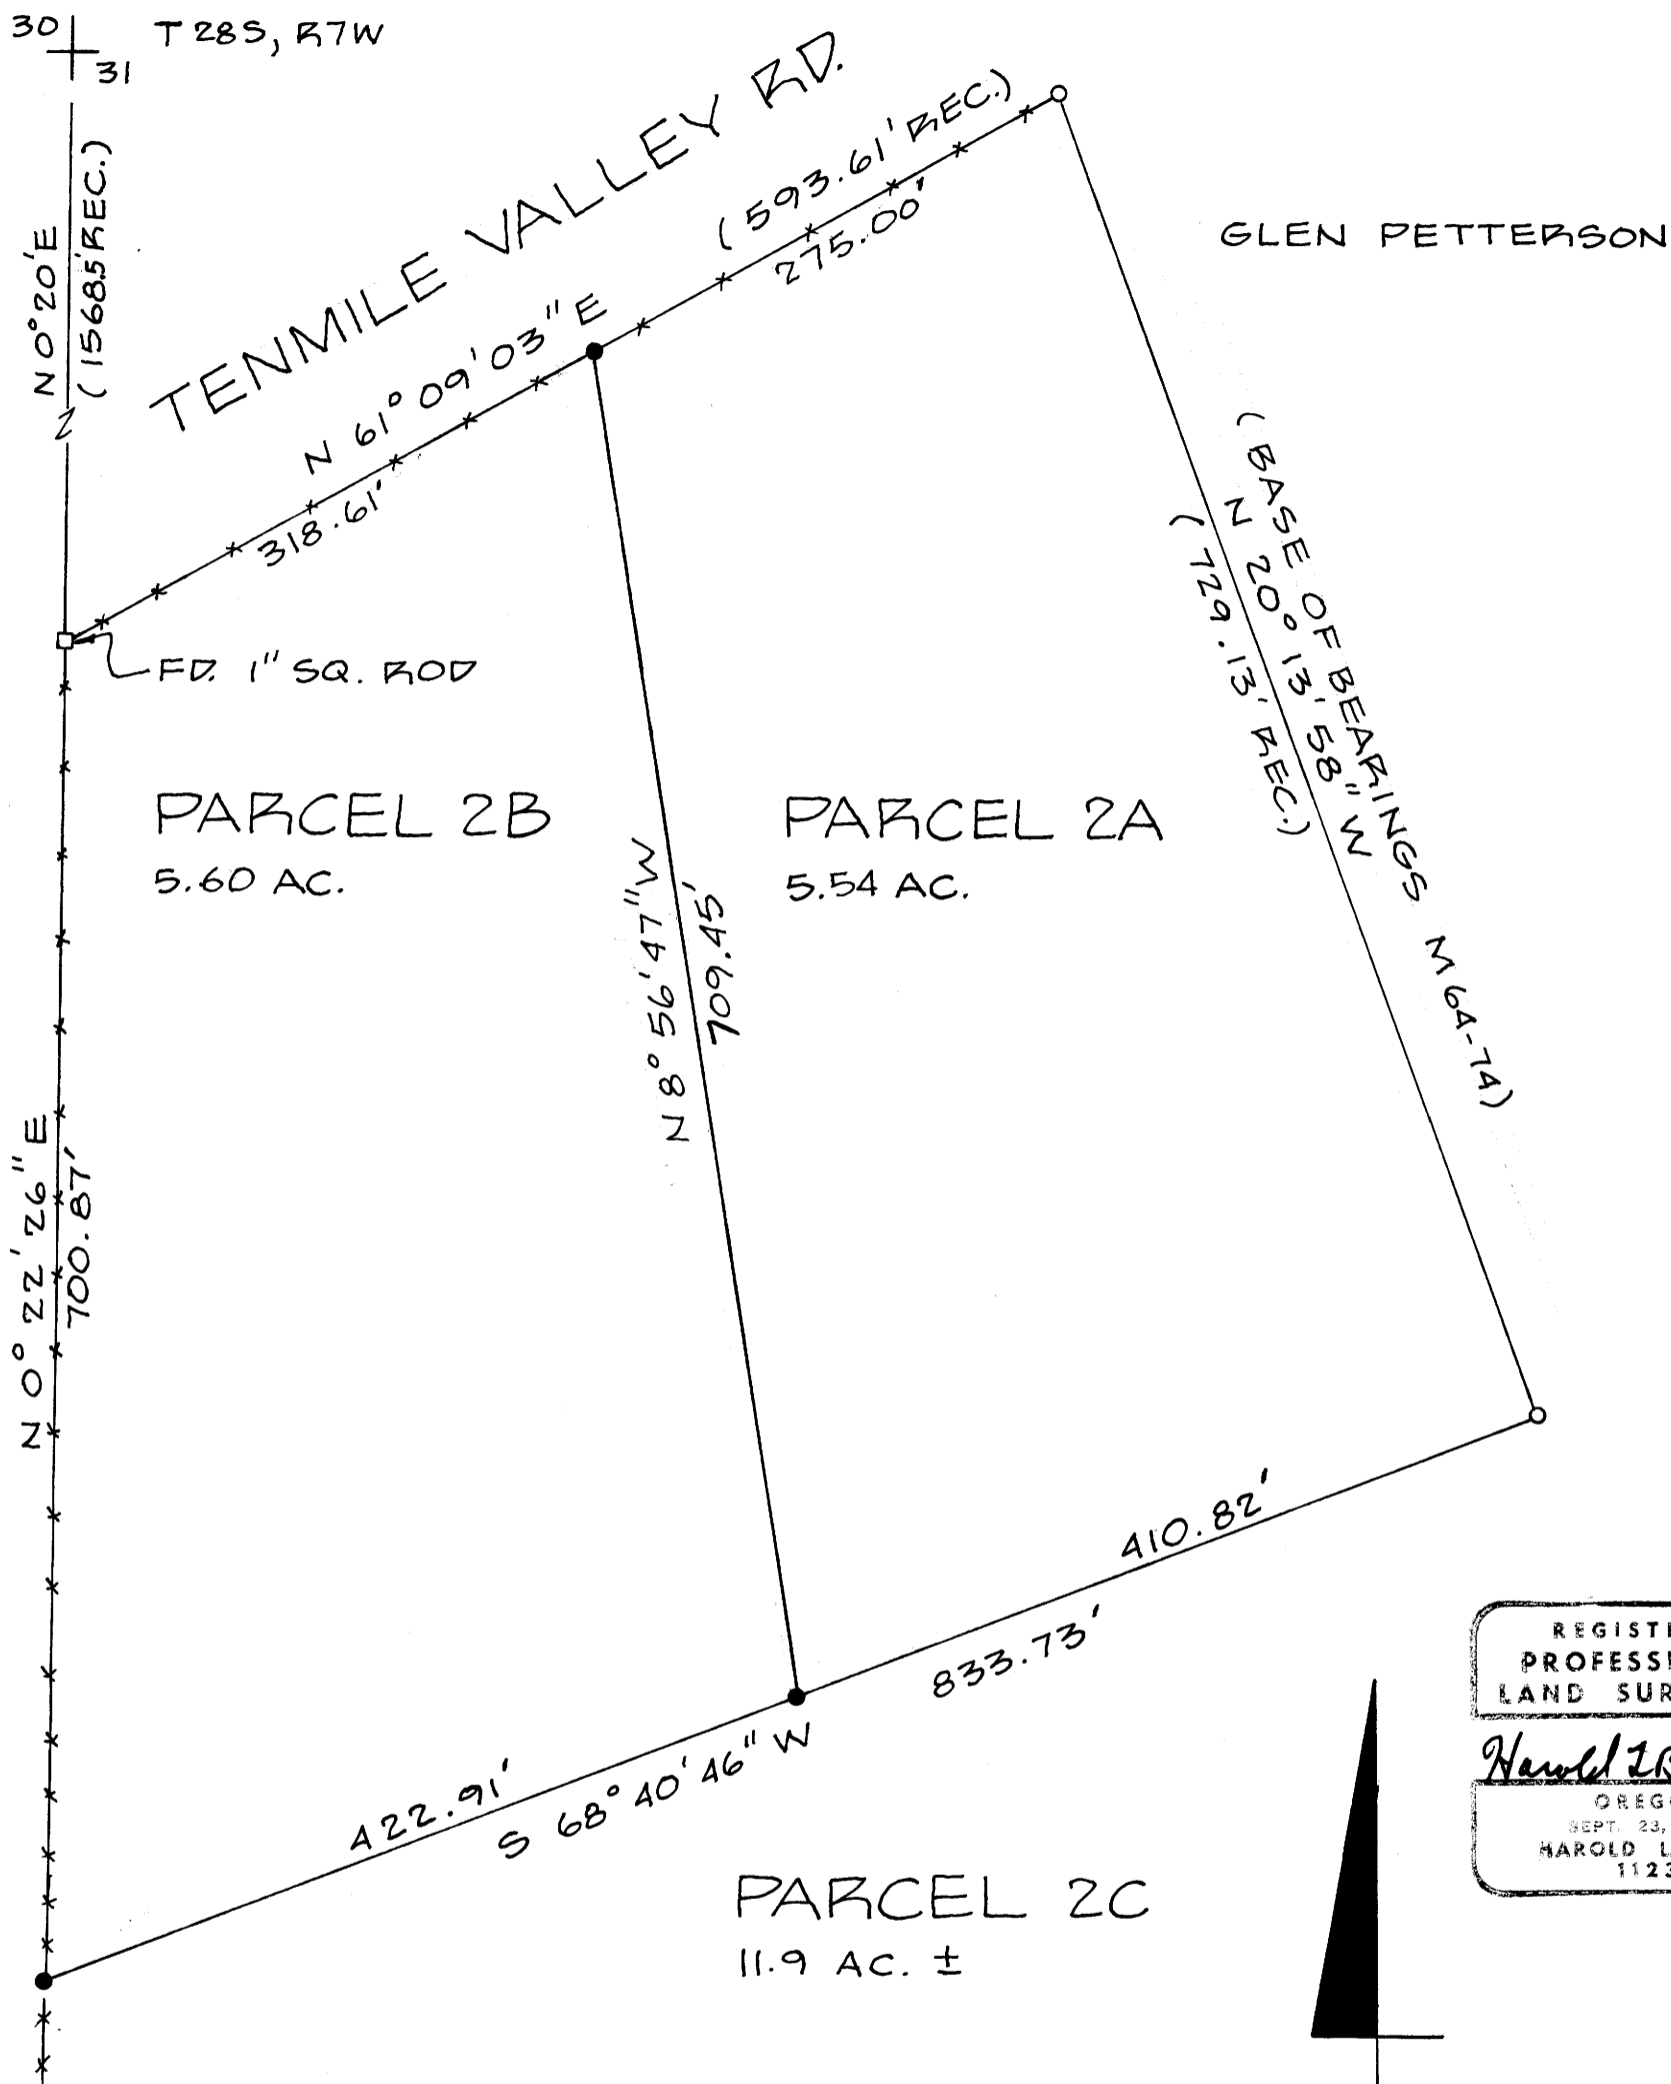 30
T 28S, R7W
31
N 0°20' E
(1568.5' REC.)
TENMILE VALLEY RD.
(593.61' REC.)
275.00'
GLEN PETTERSON
N 61° 09' 03" E
318.61'
FD. 1" SQ. ROD
(BASE OF BEARINGS M64-74)
N 20° 13' 58" W
(729.13' REC.)
PARCEL 2B
5.60 AC.
PARCEL 2A
5.54 AC.
N 8° 56' 47" W
709.45'
N 0° 22' 26" E
700.87'
410.82'
833.73'
422.91'
S 68° 40' 46" W
PARCEL 2C
11.9 AC. ±
REGIST
PROFESS
LAND SUR
Harold L
OREG
SEPT. 23,
HAROLD L
1123